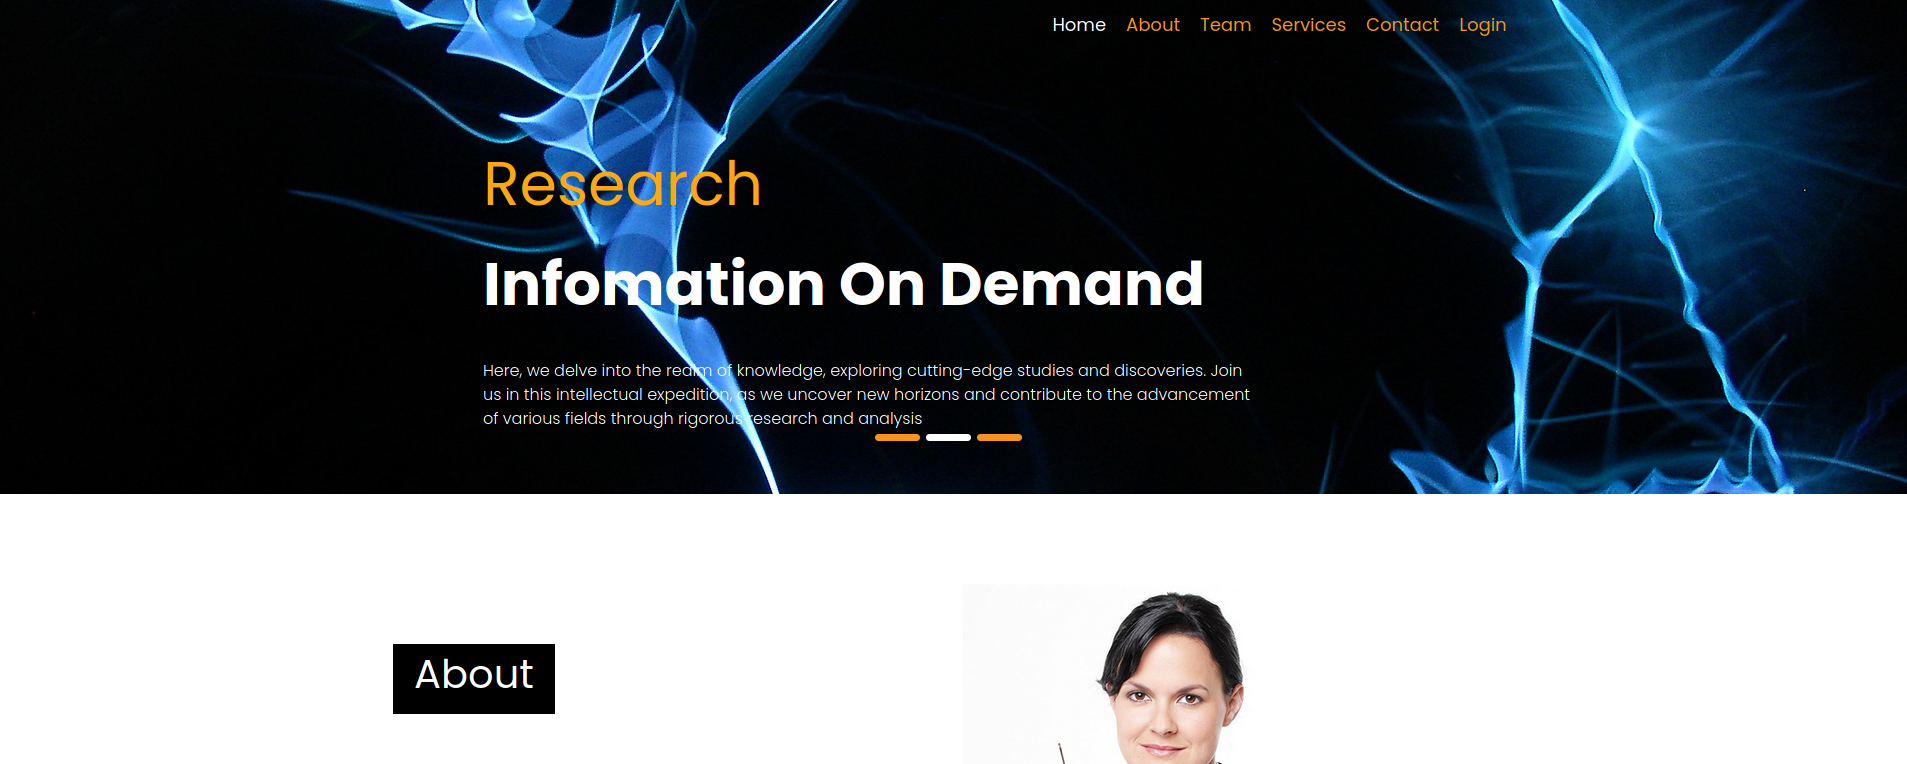 Home About Team Services Contact Login
Research
Infomation On Demand
Here, we delve into the realm of knowledge, exploring cutting-edge studies and discoveries. Join
us in this intellectual expedition, as we uncover new horizons and contribute to the advancement
of various fields through rigorous research and analysis
About